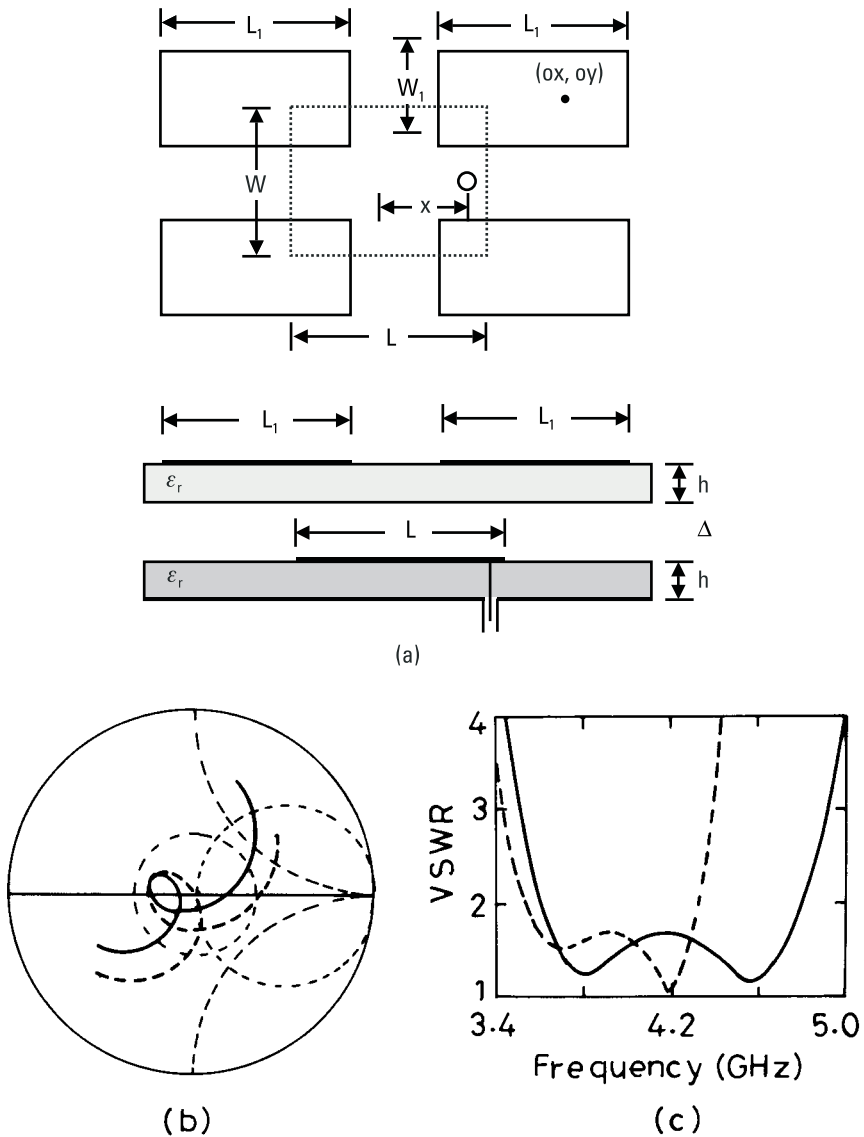 L₁ L₁
(ox, oy)
W₁
W
x
L
L₁ L₁
εᵣ h
L Δ
εᵣ h
(a)
4
3
2
1
VSWR
3.4 4.2 5.0
Frequency (GHz)
(b) (c)